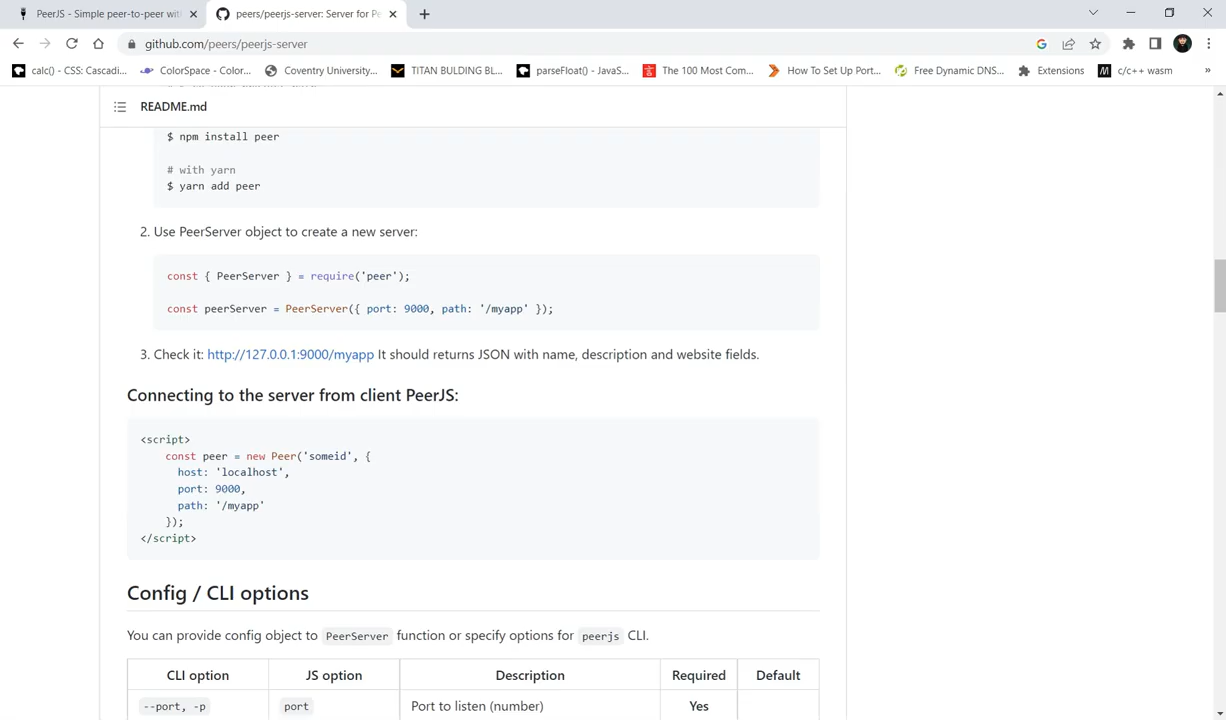 PeerJS - Simple peer-to-peer with
peers/peerjs-server: Server for Pe
github.com/peers/peerjs-server
calc() - CSS: Cascadi...
ColorSpace - Color...
Coventry University,...
TITAN BULDING BL...
parseFloat() - JavaS...
The 100 Most Com...
How To Set Up Port...
Free Dynamic DNS...
Extensions
c/c++ wasm
»
README.md
$ npm install peer
# with yarn
$ yarn add peer
2. Use PeerServer object to create a new server:
const { PeerServer } = require('peer');
const peerServer = PeerServer({ port: 9000, path: '/myapp' });
3. Check it: http://127.0.0.1:9000/myapp It should returns JSON with name, description and website fields.
Connecting to the server from client PeerJS:
<script>
const peer = new Peer('someid', {
host: 'localhost',
port: 9000,
path: '/myapp'
});
</script>
Config / CLI options
You can provide config object to PeerServer function or specify options for peerjs CLI.
CLI option JS option Description Required Default
--port, -p port Port to listen (number) Yes